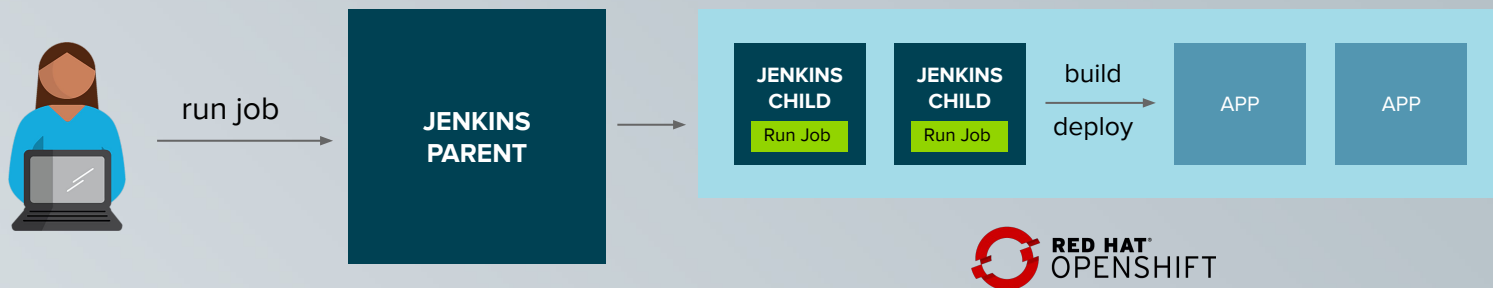 run job
JENKINS
PARENT
JENKINS
CHILD
Run Job
JENKINS
CHILD
Run Job
build
deploy
APP
APP
RED HAT®
OPENSHIFT